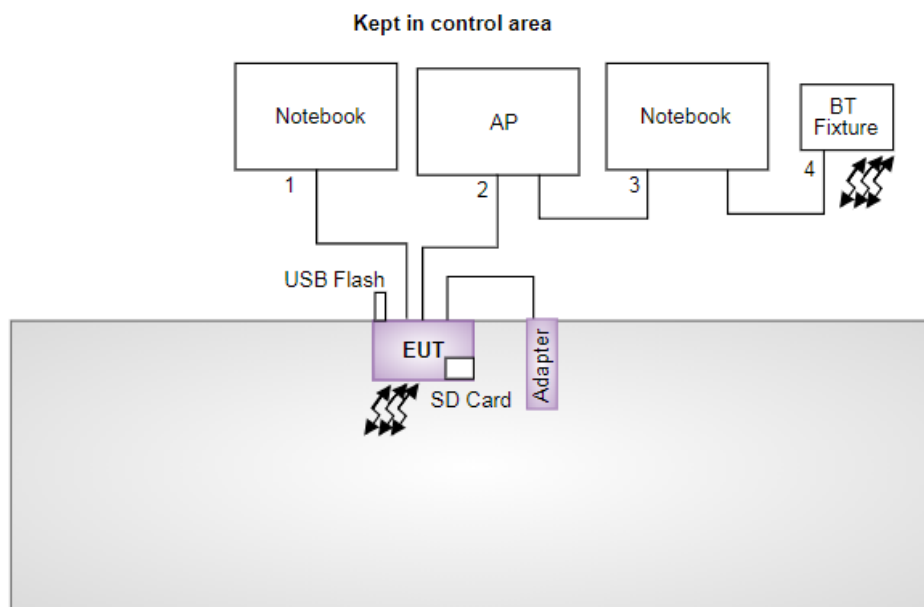 Kept in control area
Notebook
AP
Notebook
BT
Fixture
1
2
3
4
USB Flash
EUT
SD Card
Adapter